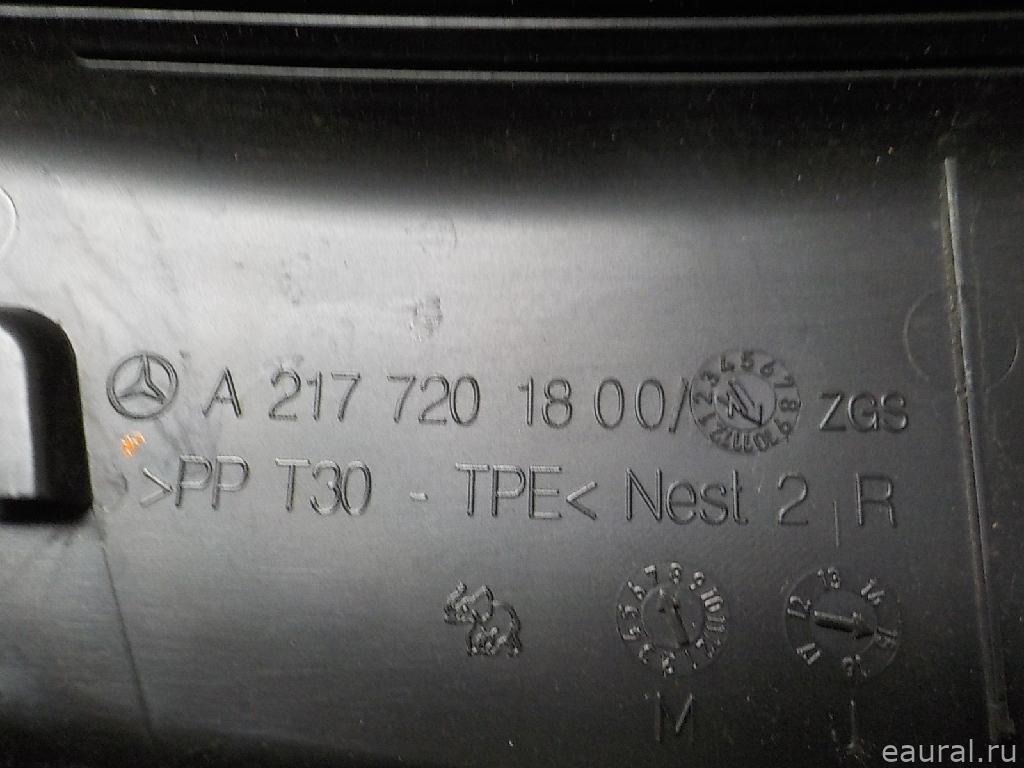 A 217 720 18 00/ ZGS
>PP T30 - TPE< Nest 2 R
M
eaural.ru